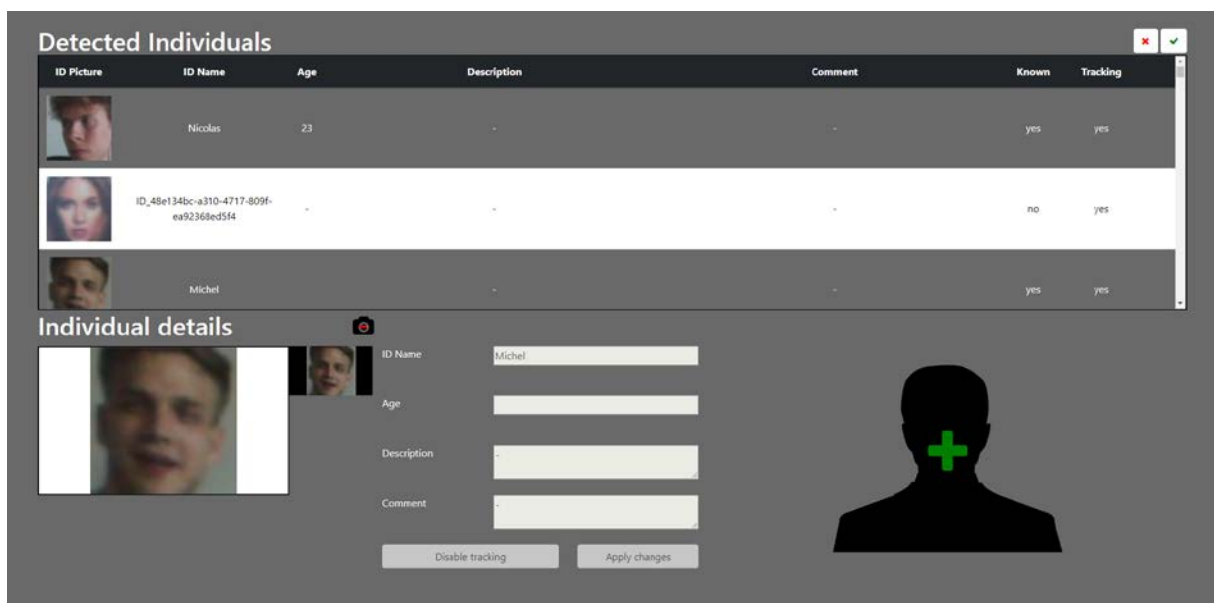 Detected Individuals
ID Picture ID Name Age Description Comment Known Tracking
Nicolas 23 - - yes yes
ID_48e134bc-a310-4717-809f-
ea92368ed5f4 - - - no yes
Michel - - yes yes
Individual details
ID Name Michel
Age
Description -
Comment -
Disable tracking Apply changes